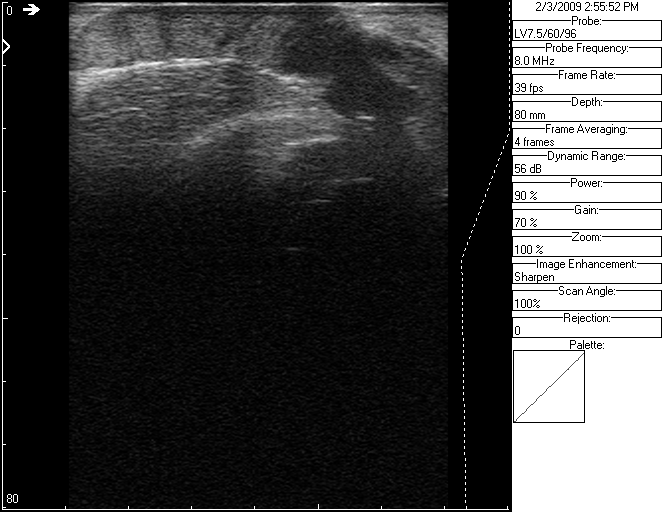 0
80
2/3/2009 2:55:52 PM
Probe:
LV7.5/60/96
Probe Frequency:
8.0 MHz
Frame Rate:
39 fps
Depth:
80 mm
Frame Averaging:
4 frames
Dynamic Range:
56 dB
Power:
90 %
Gain:
70 %
Zoom:
100 %
Image Enhancement:
Sharpen
Scan Angle:
100%
Rejection:
0
Palette: